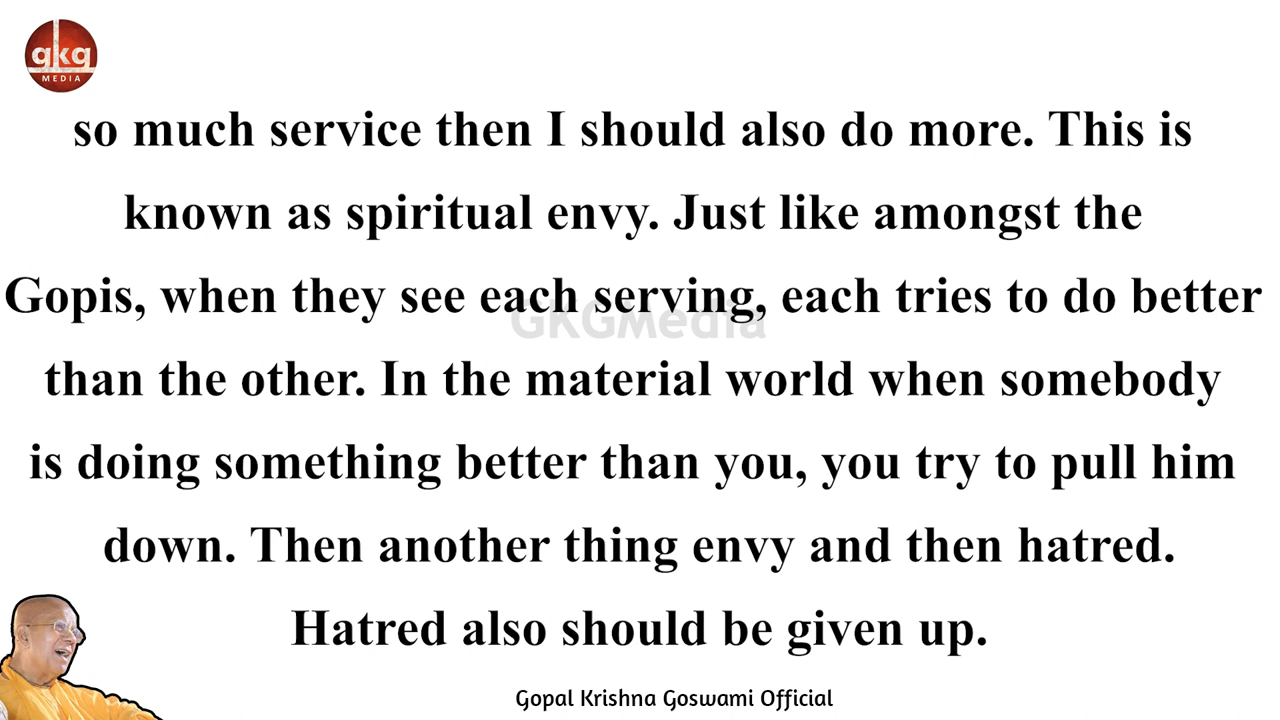 gkg
MEDIA
so much service then I should also do more. This is
known as spiritual envy. Just like amongst the
Gopis, when they see each serving, each tries to do better
GKGMedia
than the other. In the material world when somebody
is doing something better than you, you try to pull him
down. Then another thing envy and then hatred.
Hatred also should be given up.
Gopal Krishna Goswami Official